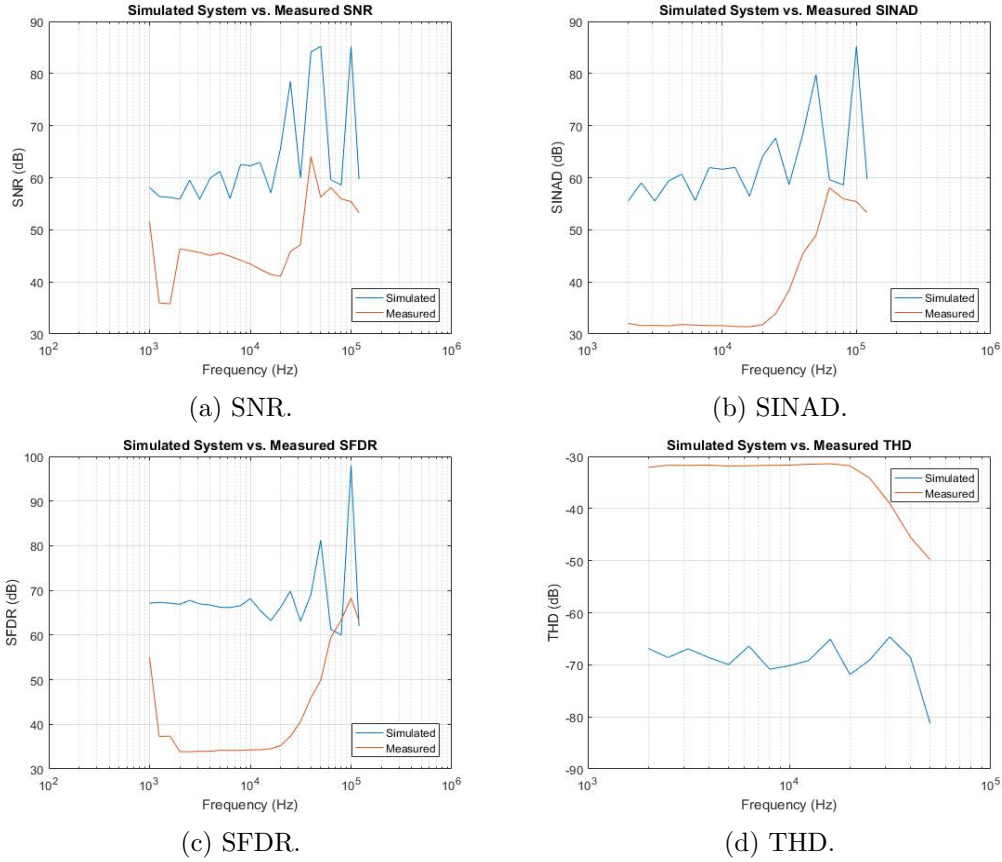 Simulated System vs. Measured SNR
90
80
70
60
50
40
30
SNR (dB)
Simulated
Measured
10^2
10^3
10^4
10^5
10^6
Frequency (Hz)
(a) SNR.
Simulated System vs. Measured SINAD
90
80
70
60
50
40
30
SINAD (dB)
Simulated
Measured
10^3
10^4
10^5
10^6
Frequency (Hz)
(b) SINAD.
Simulated System vs. Measured SFDR
100
90
80
70
60
50
40
30
SFDR (dB)
Simulated
Measured
10^2
10^3
10^4
10^5
10^6
Frequency (Hz)
(c) SFDR.
Simulated System vs. Measured THD
-30
-40
-50
-60
-70
-80
-90
THD (dB)
Simulated
Measured
10^3
10^4
10^5
Frequency (Hz)
(d) THD.